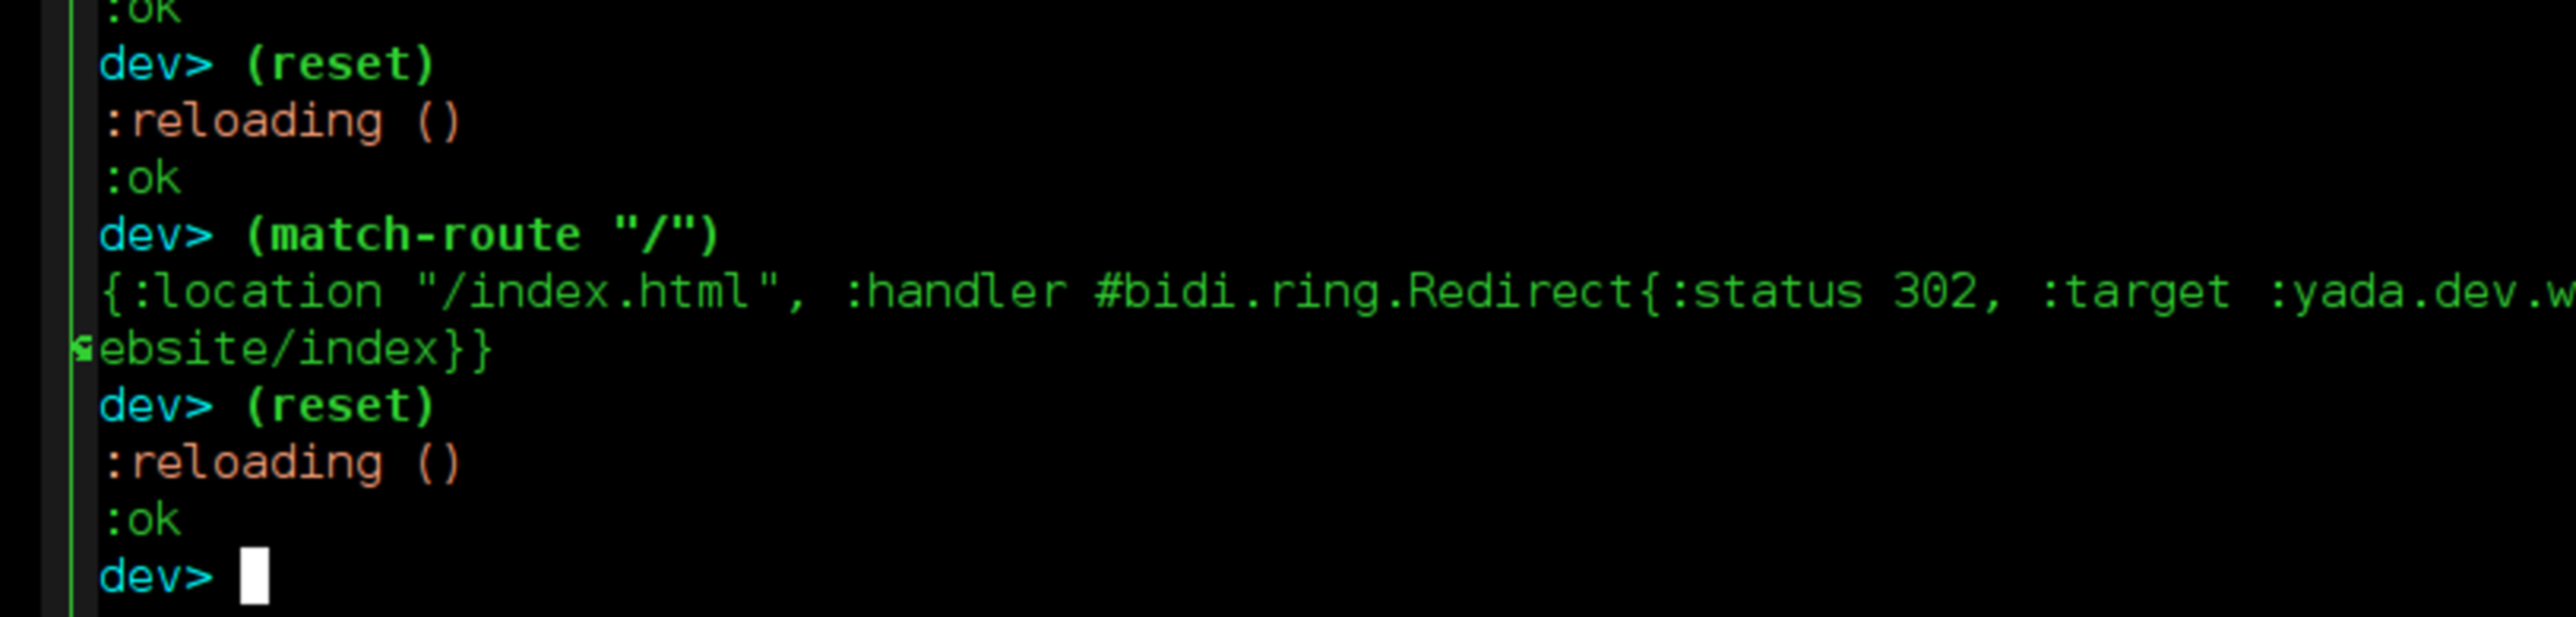 :ok
dev> (reset)
:reloading ()
:ok
dev> (match-route "/")
{:location "/index.html", :handler #bidi.ring.Redirect{:status 302, :target :yada.dev.w
ebsite/index}}
dev> (reset)
:reloading ()
:ok
dev>